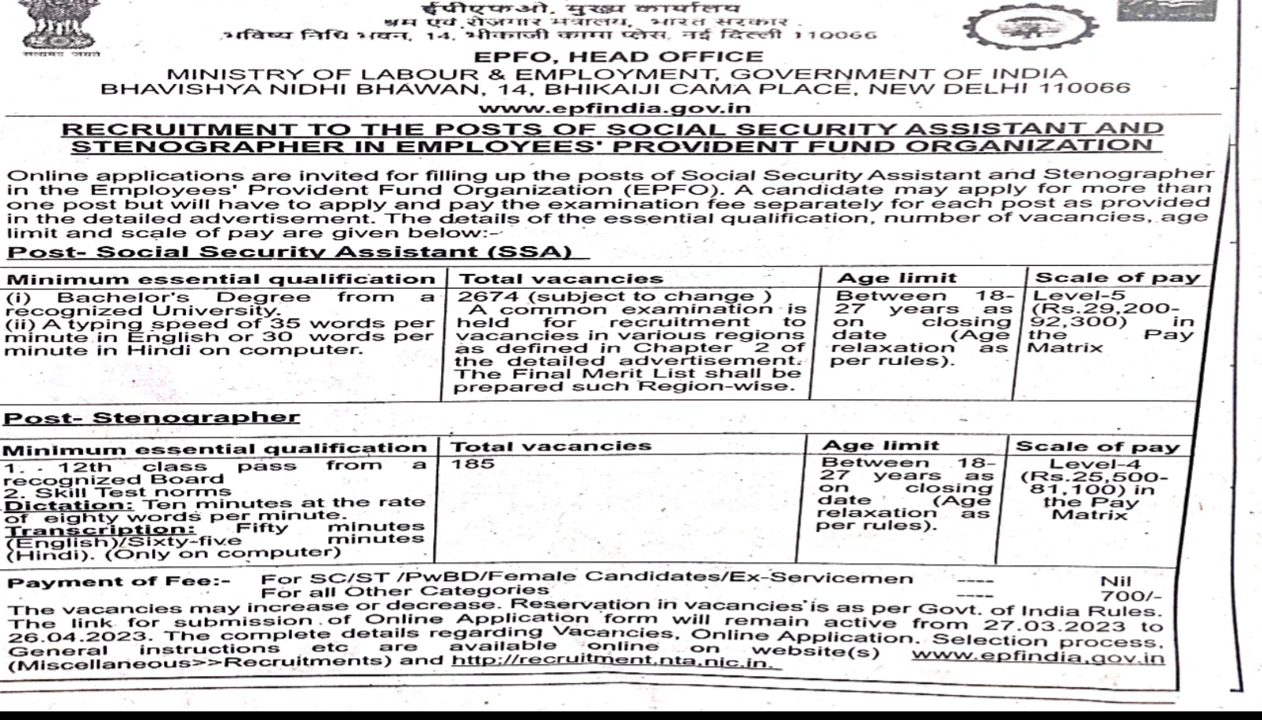 ईपीएफओ, मुख्य कार्यालय
श्रम एवं रोजगार मंत्रालय, भारत सरकार
भविष्य निधि भवन, 14, भीकाजी कामा प्लेस, नई दिल्ली 110066
सत्यमेव जयते
EPFO, HEAD OFFICE
MINISTRY OF LABOUR & EMPLOYMENT, GOVERNMENT OF INDIA
BHAVISHYA NIDHI BHAWAN, 14, BHIKAIJI CAMA PLACE, NEW DELHI 110066
www.epfindia.gov.in
RECRUITMENT TO THE POSTS OF SOCIAL SECURITY ASSISTANT AND
STENOGRAPHER IN EMPLOYEES' PROVIDENT FUND ORGANIZATION
Online applications are invited for filling up the posts of Social Security Assistant and Stenographer
in the Employees' Provident Fund Organization (EPFO). A candidate may apply for more than
one post but will have to apply and pay the examination fee separately for each post as provided
in the detailed advertisement. The details of the essential qualification, number of vacancies, age
limit and scale of pay are given below:-
Post- Social Security Assistant (SSA)
Minimum essential qualification
(i) Bachelor's Degree from a
recognized University.
(ii) A typing speed of 35 words per
minute in English or 30 words per
minute in Hindi on computer.
Total vacancies
2674 (subject to change )
A common examination is
held for recruitment to
vacancies in various regions
as defined in Chapter 2 of
the detailed advertisement.
The Final Merit List shall be
prepared such Region-wise.
Age limit
Between 18-
27 years as
on closing
date (Age
relaxation as
per rules).
Scale of pay
Level-5
(Rs.29,200-
92,300) in
the Pay
Matrix
Post- Stenographer
Minimum essential qualification
1. 12th class pass from a
recognized Board
2. Skill Test norms
Dictation: Ten minutes at the rate
of eighty words per minute.
Transcription: Fifty minutes
(English)/Sixty-five minutes
(Hindi). (Only on computer)
Total vacancies
185
Age limit
Between 18-
27 years as
on closing
date (Age
relaxation as
per rules).
Scale of pay
Level-4
(Rs.25,500-
81,100) in
the Pay
Matrix
Payment of Fee:- For SC/ST /PwBD/Female Candidates/Ex-Servicemen ---- Nil
For all Other Categories ---- 700/-
The vacancies may increase or decrease. Reservation in vacancies is as per Govt. of India Rules.
The link for submission of Online Application form will remain active from 27.03.2023 to
26.04.2023. The complete details regarding Vacancies, Online Application, Selection process,
General instructions etc are available online on website(s) www.epfindia.gov.in
(Miscellaneous>>Recruitments) and http://recruitment.nta.nic.in.